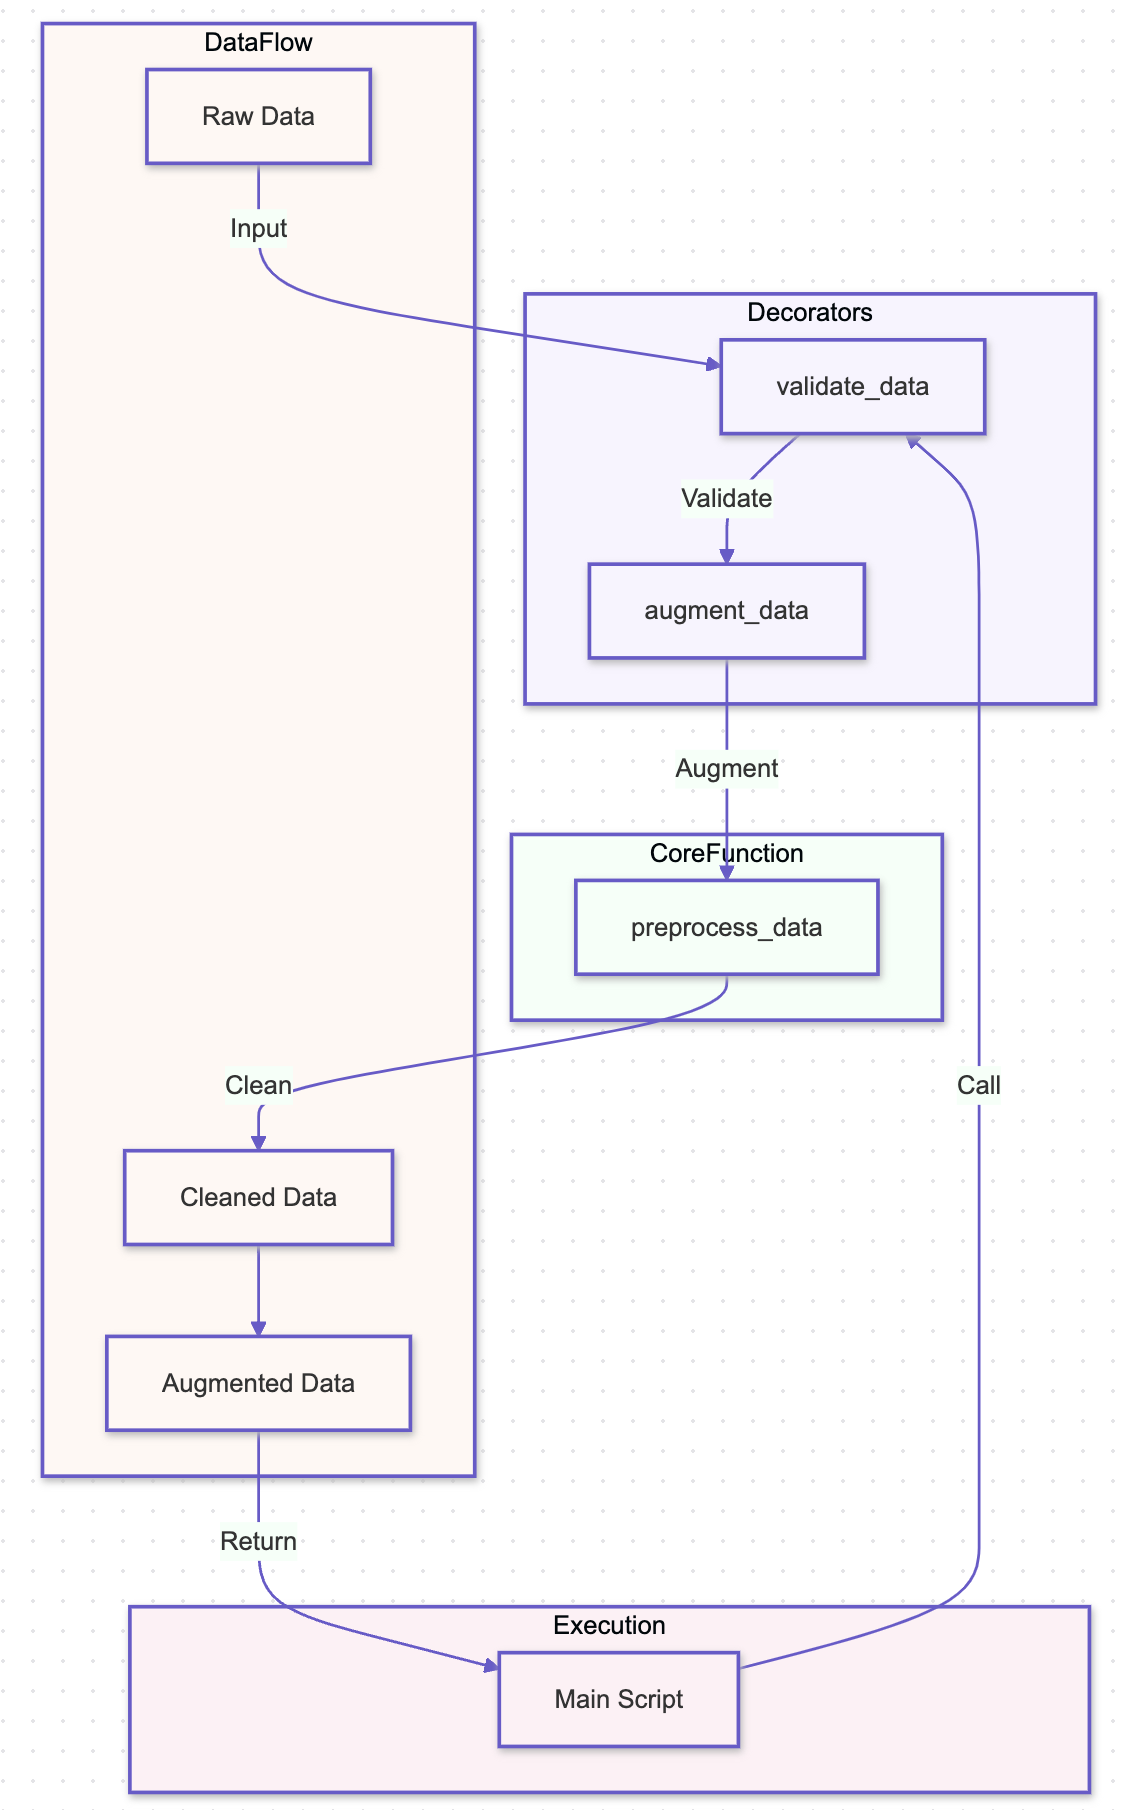 DataFlow
Raw Data
Input
Decorators
validate_data
Validate
augment_data
Augment
CoreFunction
preprocess_data
Clean
Call
Cleaned Data
Augmented Data
Return
Execution
Main Script